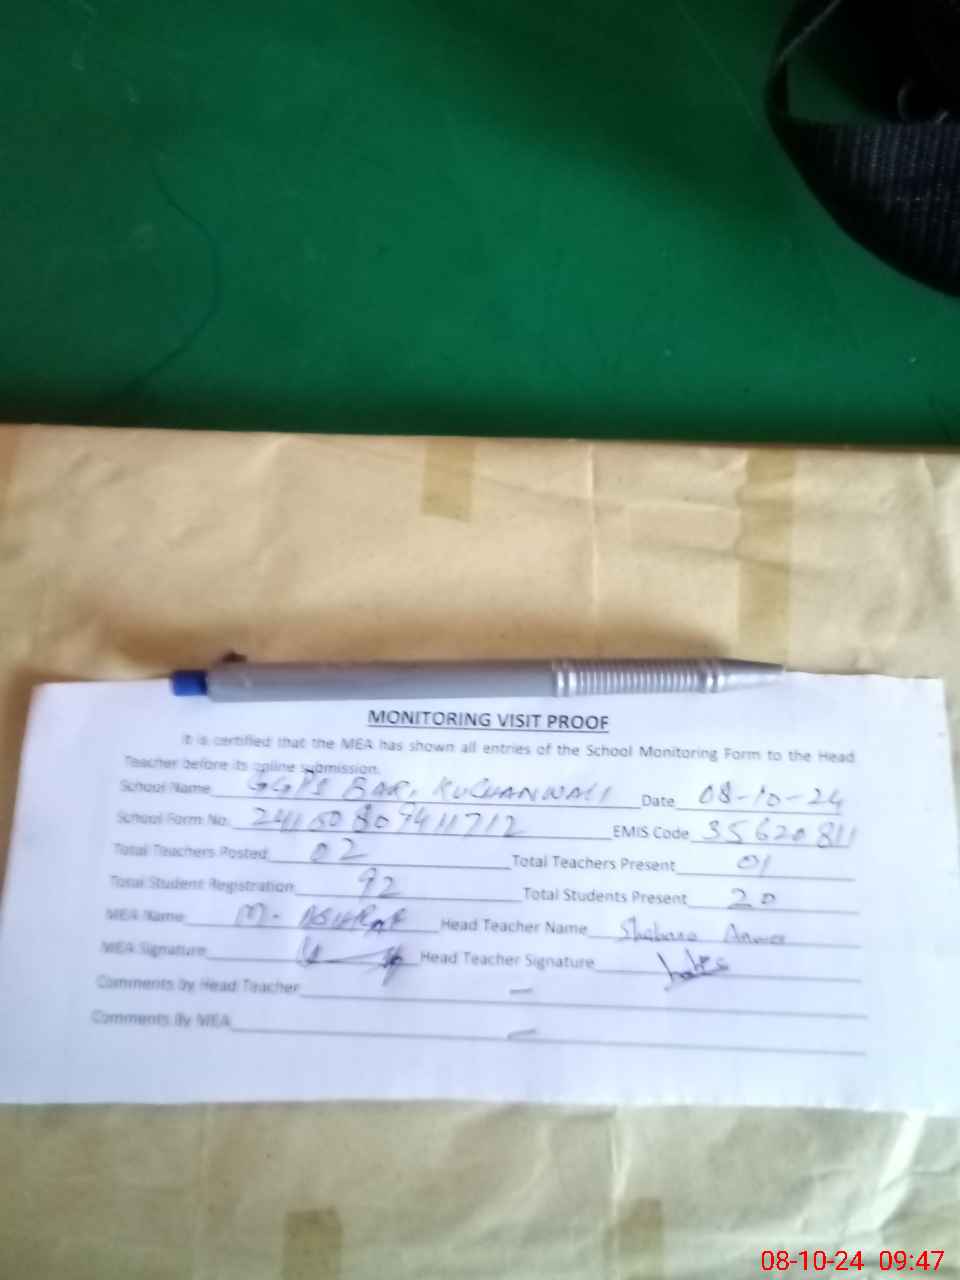 MONITORING VISIT PROOF
It is certified that the MEA has shown all entries of the School Monitoring Form to the Head
Teacher before its online submission.
School Name GGPS BAR, KUCHANWALI Date 08-10-24
School Form No. 241150809411712 EMIS Code 35620811
Total Teachers Posted 02 Total Teachers Present 01
Total Student Registration 92 Total Students Present 20
MEA Name M. ASHRAF Head Teacher Name Shabana
MEA Signature Head Teacher Signature
Comments By Head Teacher —
Comments By MEA —
08-10-24 09:47